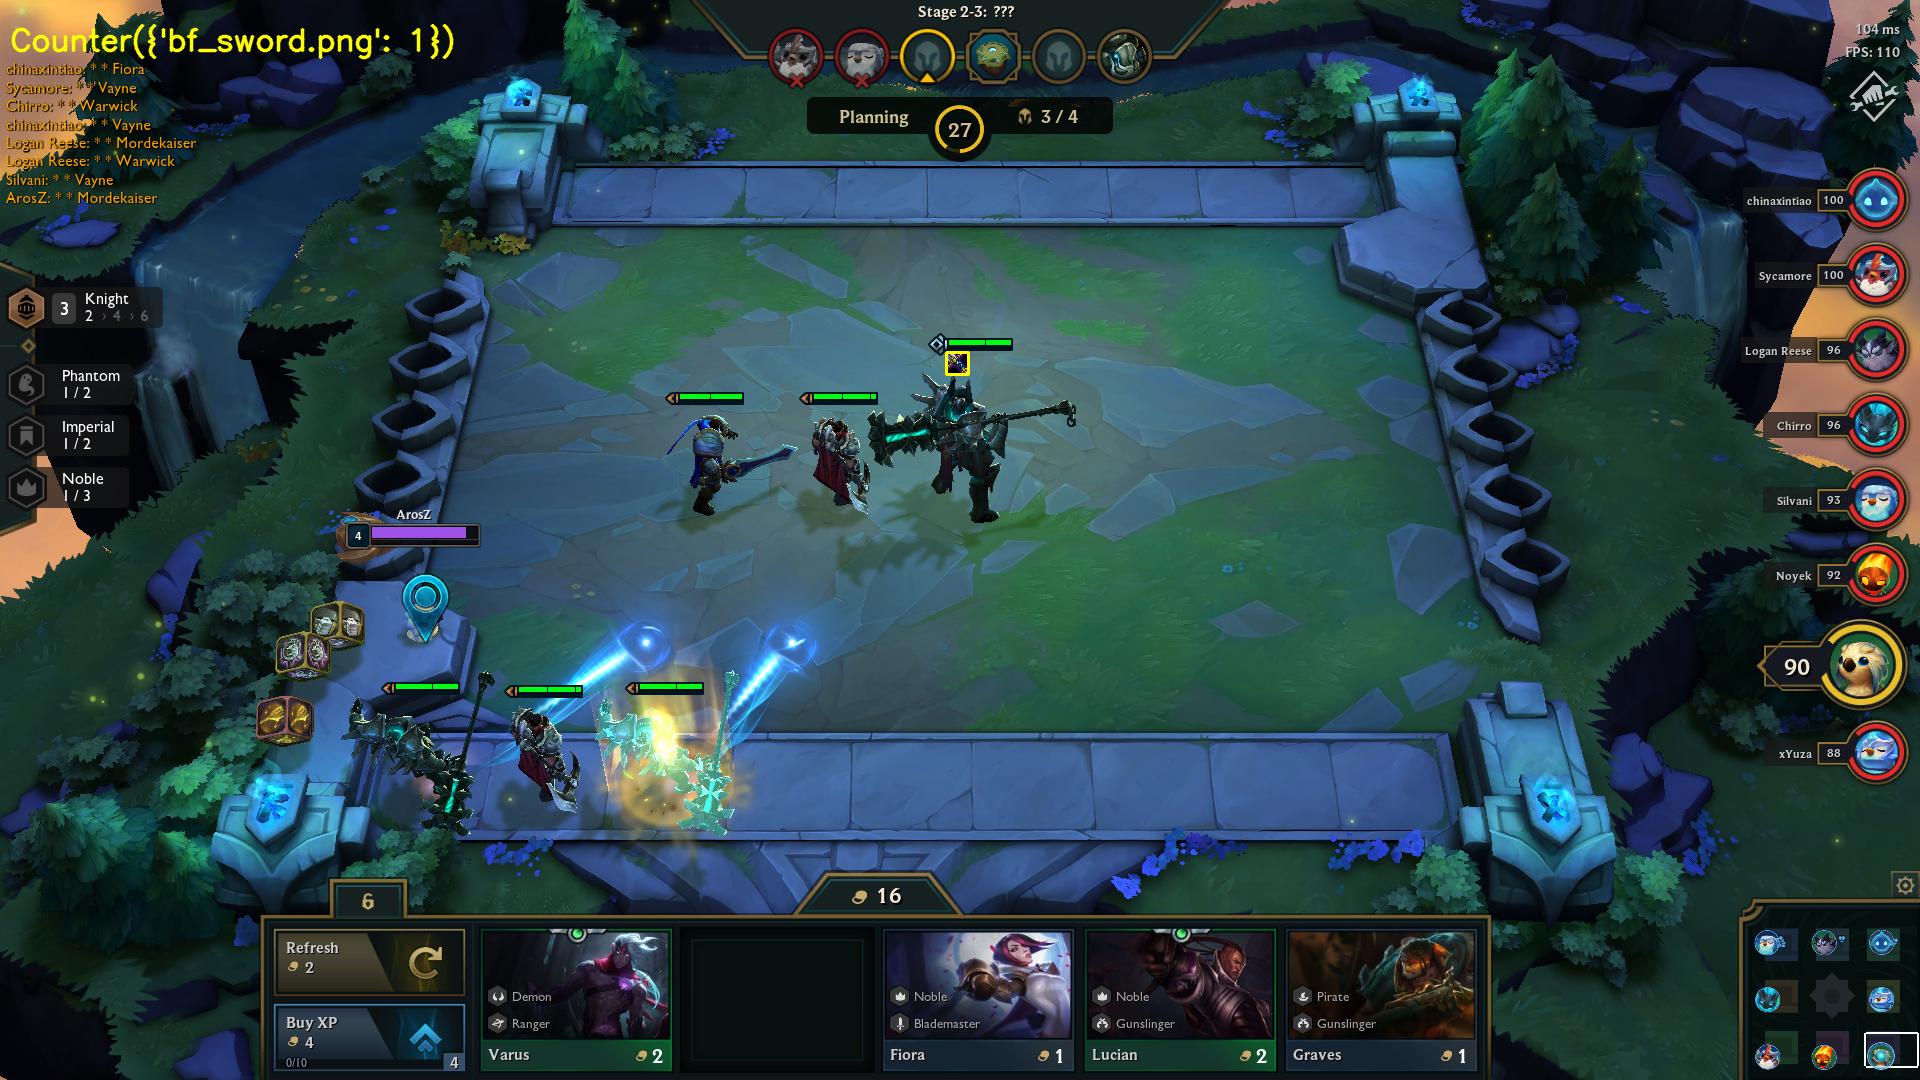 Stage 2-3: ???
Counter({'bf_sword.png': 1})
104 ms
FPS: 110
chinaxintiao: * * Fiora
Sycamore: * * Vayne
Chirro: * * Warwick
chinaxintiao: * * Vayne
Logan Reese: * * Mordekaiser
Logan Reese: * * Warwick
Silvani: * * Vayne
ArosZ: * * Mordekaiser
Planning
27
3 / 4
chinaxintiao 100
Sycamore 100
Logan Reese 96
Chirro 96
Silvani 93
Noyek 92
90
xYuza 88
3 Knight
2 › 4 › 6
Phantom
1 / 2
Imperial
1 / 2
Noble
1 / 3
ArosZ
4
6
16
Refresh
2
Buy XP
4
0/10
4
Demon
Ranger
Varus 2
Noble
Blademaster
Fiora 1
Noble
Gunslinger
Lucian 2
Pirate
Gunslinger
Graves 1